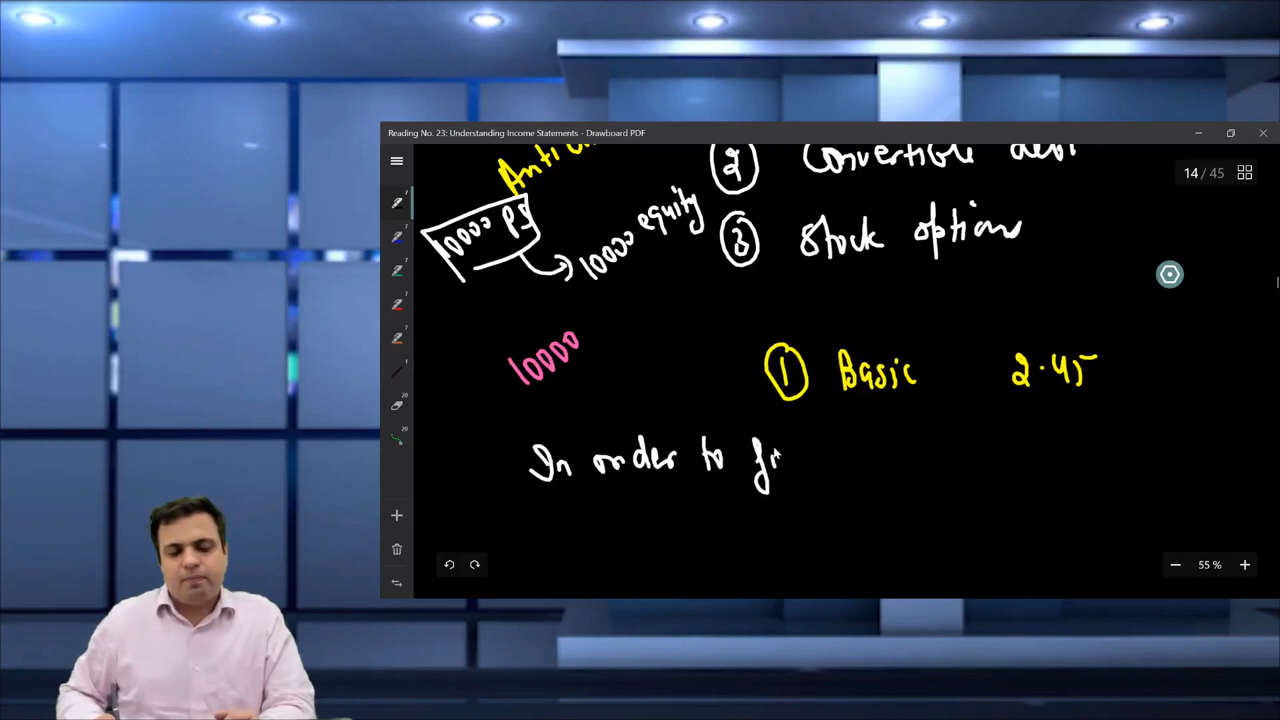 Reading No. 23: Understanding Income Statements - Drawboard PDF
14 / 45
② Convertible debt
10000 PS
10000 equity
③ Stock options
10000
① Basic 2.45
In order to
55 %